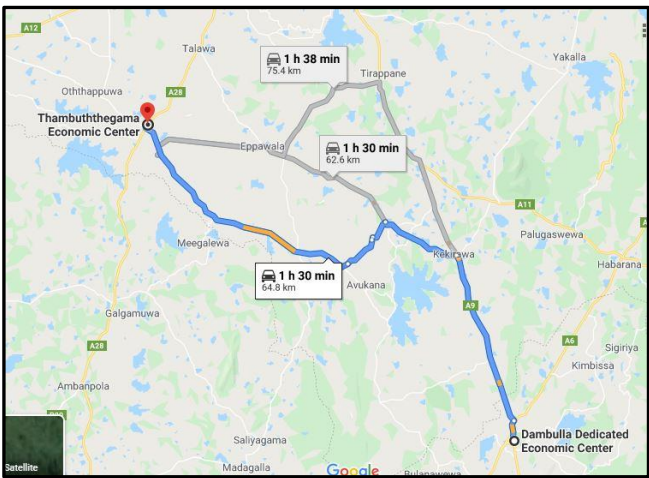 A12
Talawa
1 h 38 min
75.4 km
Tirappane
Yakalla
Oththappuwa
A28
Thambuththegama
Economic Center
Eppawala
1 h 30 min
62.6 km
A11
Palugaswewa
Meegalewa
Kekirawa
Habarana
1 h 30 min
64.8 km
Avukana
A9
Galgamuwa
A28
A6
Sigiriya
Kimbissa
Ambanpola
Dambulla Dedicated
Economic Center
Saliyagama
Satellite
Madagalla
Google
Bulanawewa